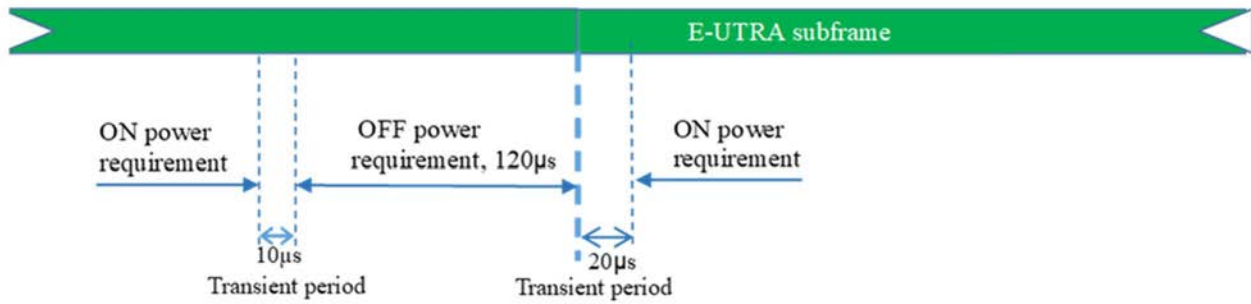 E-UTRA subframe
ON power
requirement
OFF power
requirement, 120μs
ON power
requirement
10μs
Transient period
20μs
Transient period